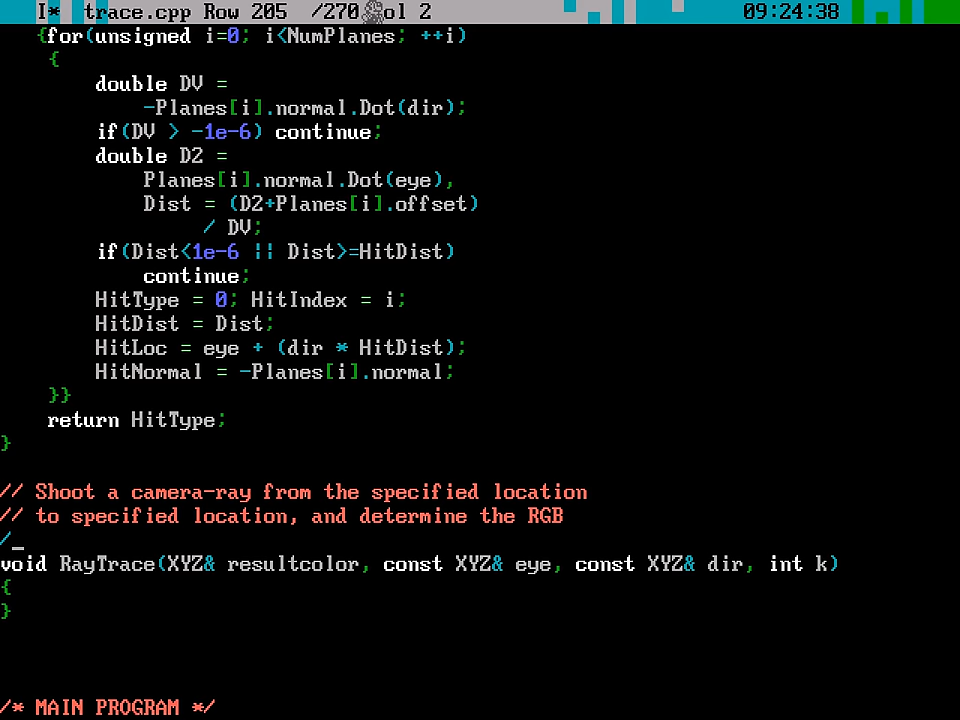 I* trace.cpp Row 205 /270 ol 2 09:24:38
{for(unsigned i=0; i<NumPlanes; ++i)
{
double DV =
-Planes[i].normal.Dot(dir);
if(DV > -1e-6) continue;
double D2 =
Planes[i].normal.Dot(eye),
Dist = (D2+Planes[i].offset)
/ DV;
if(Dist<1e-6 || Dist>=HitDist)
continue;
HitType = 0; HitIndex = i;
HitDist = Dist;
HitLoc = eye + (dir * HitDist);
HitNormal = -Planes[i].normal;
}}
return HitType;
}
// Shoot a camera-ray from the specified location
// to specified location, and determine the RGB
/_
void RayTrace(XYZ& resultcolor, const XYZ& eye, const XYZ& dir, int k)
{
}
/* MAIN PROGRAM */